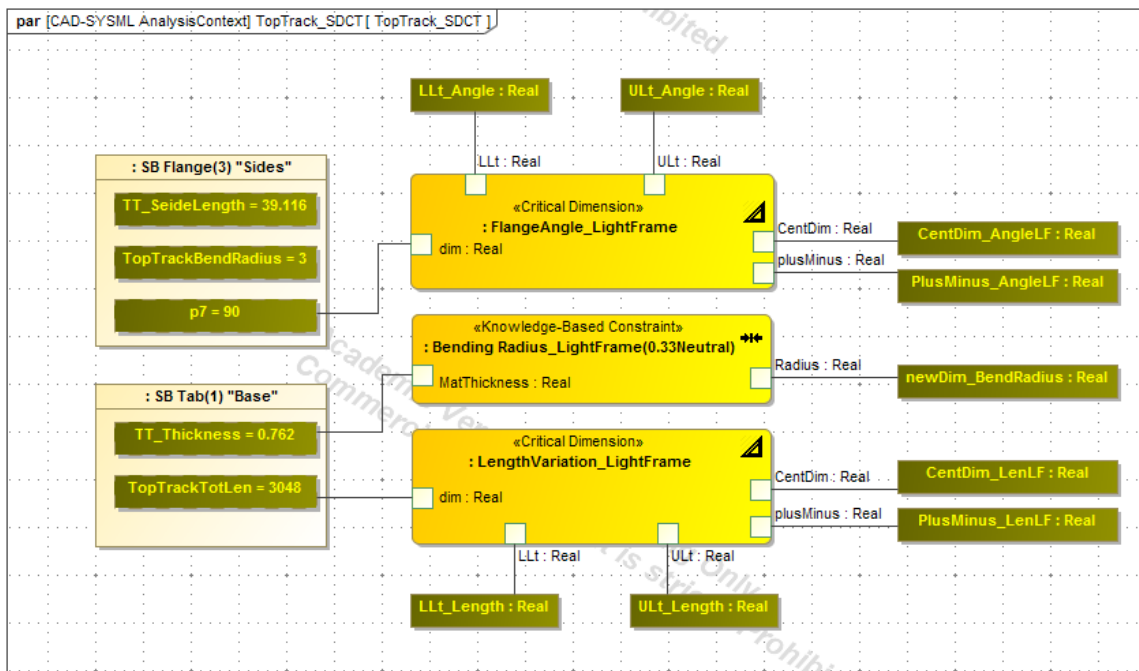 par [CAD-SYSML AnalysisContext] TopTrack_SDCT [ TopTrack_SDCT ]
LLt_Angle : Real
ULt_Angle : Real
LLt : Real
ULt : Real
: SB Flange(3) "Sides"
TT_SeideLength = 39.116
TopTrackBendRadius = 3
p7 = 90
«Critical Dimension»
: FlangeAngle_LightFrame
dim : Real
CentDim : Real
plusMinus : Real
CentDim_AngleLF : Real
PlusMinus_AngleLF : Real
«Knowledge-Based Constraint»
: Bending Radius_LightFrame(0.33Neutral)
MatThickness : Real
Radius : Real
newDim_BendRadius : Real
: SB Tab(1) "Base"
TT_Thickness = 0.762
TopTrackTotLen = 3048
«Critical Dimension»
: LengthVariation_LightFrame
dim : Real
CentDim : Real
plusMinus : Real
CentDim_LenLF : Real
PlusMinus_LenLF : Real
LLt : Real
ULt : Real
LLt_Length : Real
ULt_Length : Real